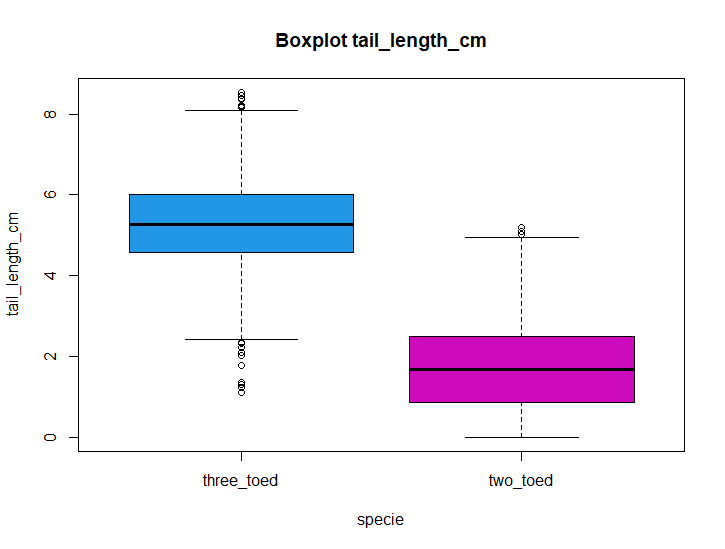 Boxplot tail_length_cm
tail_length_cm
8
6
4
2
0
three_toed two_toed
specie